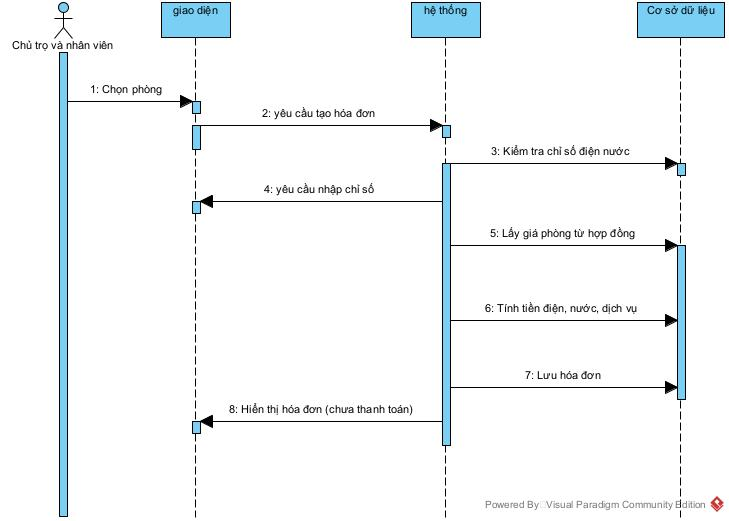 giao diện
hệ thống
Cơ sở dữ liệu
Chủ trọ và nhân viên
1: Chọn phòng
2: yêu cầu tạo hóa đơn
3: Kiểm tra chỉ số điện nước
4: yêu cầu nhập chỉ số
5: Lấy giá phòng từ hợp đồng
6: Tính tiền điện, nước, dịch vụ
7: Lưu hóa đơn
8: Hiển thị hóa đơn (chưa thanh toán)
Powered By Visual Paradigm Community Edition